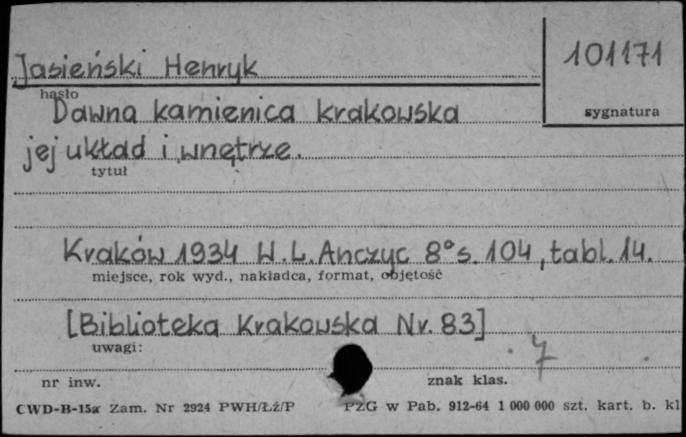 Jasieński Henryk
101171
hasło
sygnatura
Dawna kamienica krakowska
jej układ i wnętrze.
tytuł
Kraków 1934 W. L. Anczyc 8° s. 104, tabl. 14.
miejsce, rok wyd., nakładca, format, objętość
[Biblioteka Krakowska Nr. 83]
uwagi:
7
nr inw.
znak klas.
CWD-B-15a Zam. Nr 2924 PWH/Łź/P PZG w Pab. 912-64 1 000 000 szt. kart. b. kl